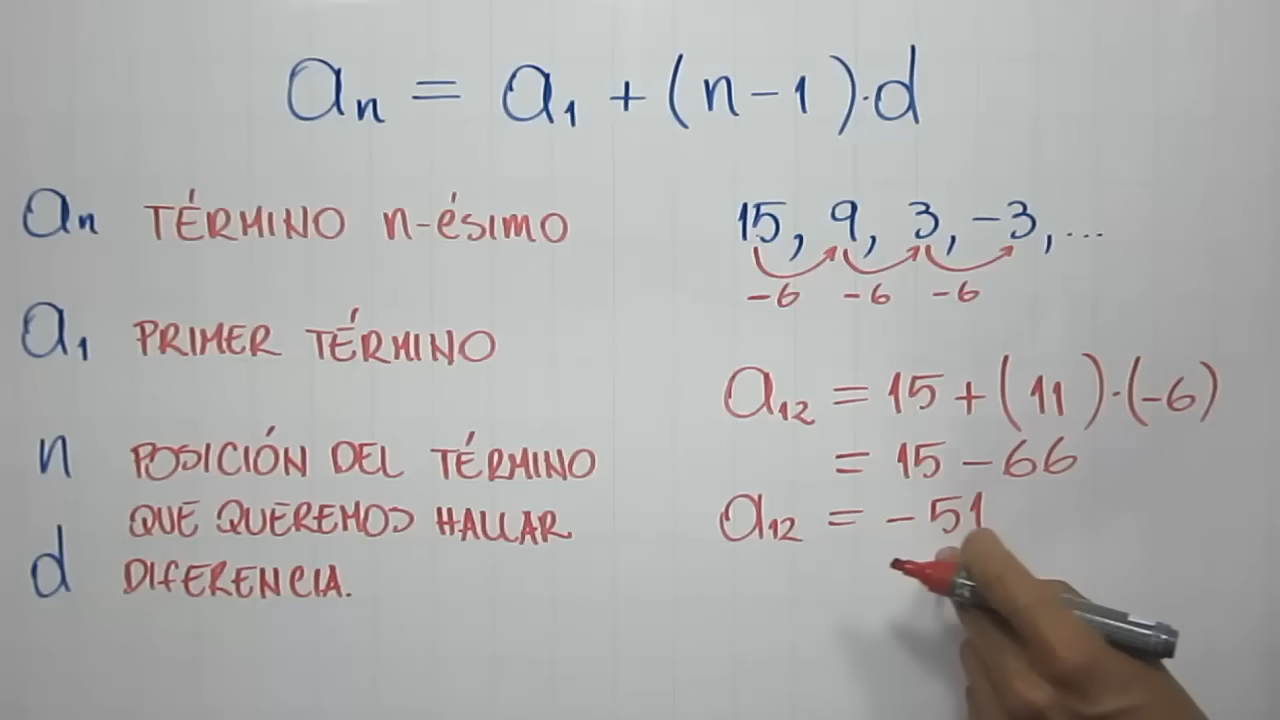 an = a1 + (n-1)·d
an TÉRMINO n-ésimo
a1 PRIMER TÉRMINO
n POSICIÓN DEL TÉRMINO
QUE QUEREMOS HALLAR
d DIFERENCIA.
15, 9, 3, -3, ...
-6 -6 -6
a12 = 15 + (11)·(-6)
= 15 - 66
a12 = - 51